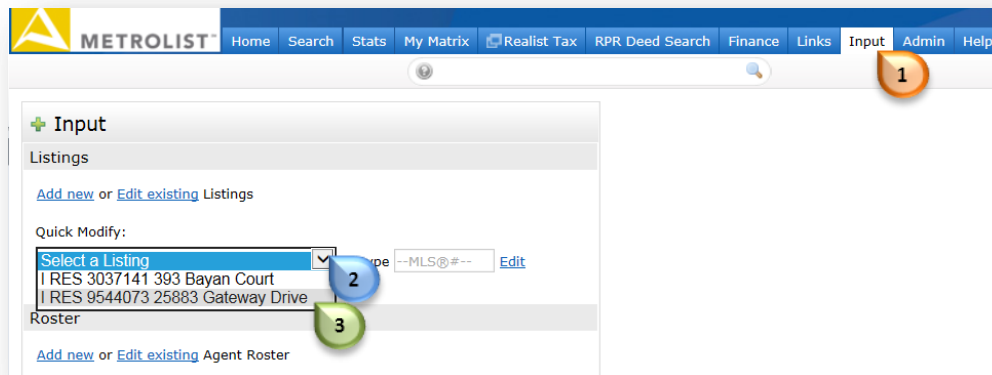 METROLIST™ Home Search Stats My Matrix Realist Tax RPR Deed Search Finance Links Input Admin Help
1
Input
Listings
Add new or Edit existing Listings
Quick Modify:
Select a Listing --MLS®#-- Edit
2
I RES 3037141 393 Bayan Court
I RES 9544073 25883 Gateway Drive
3
Roster
Add new or Edit existing Agent Roster